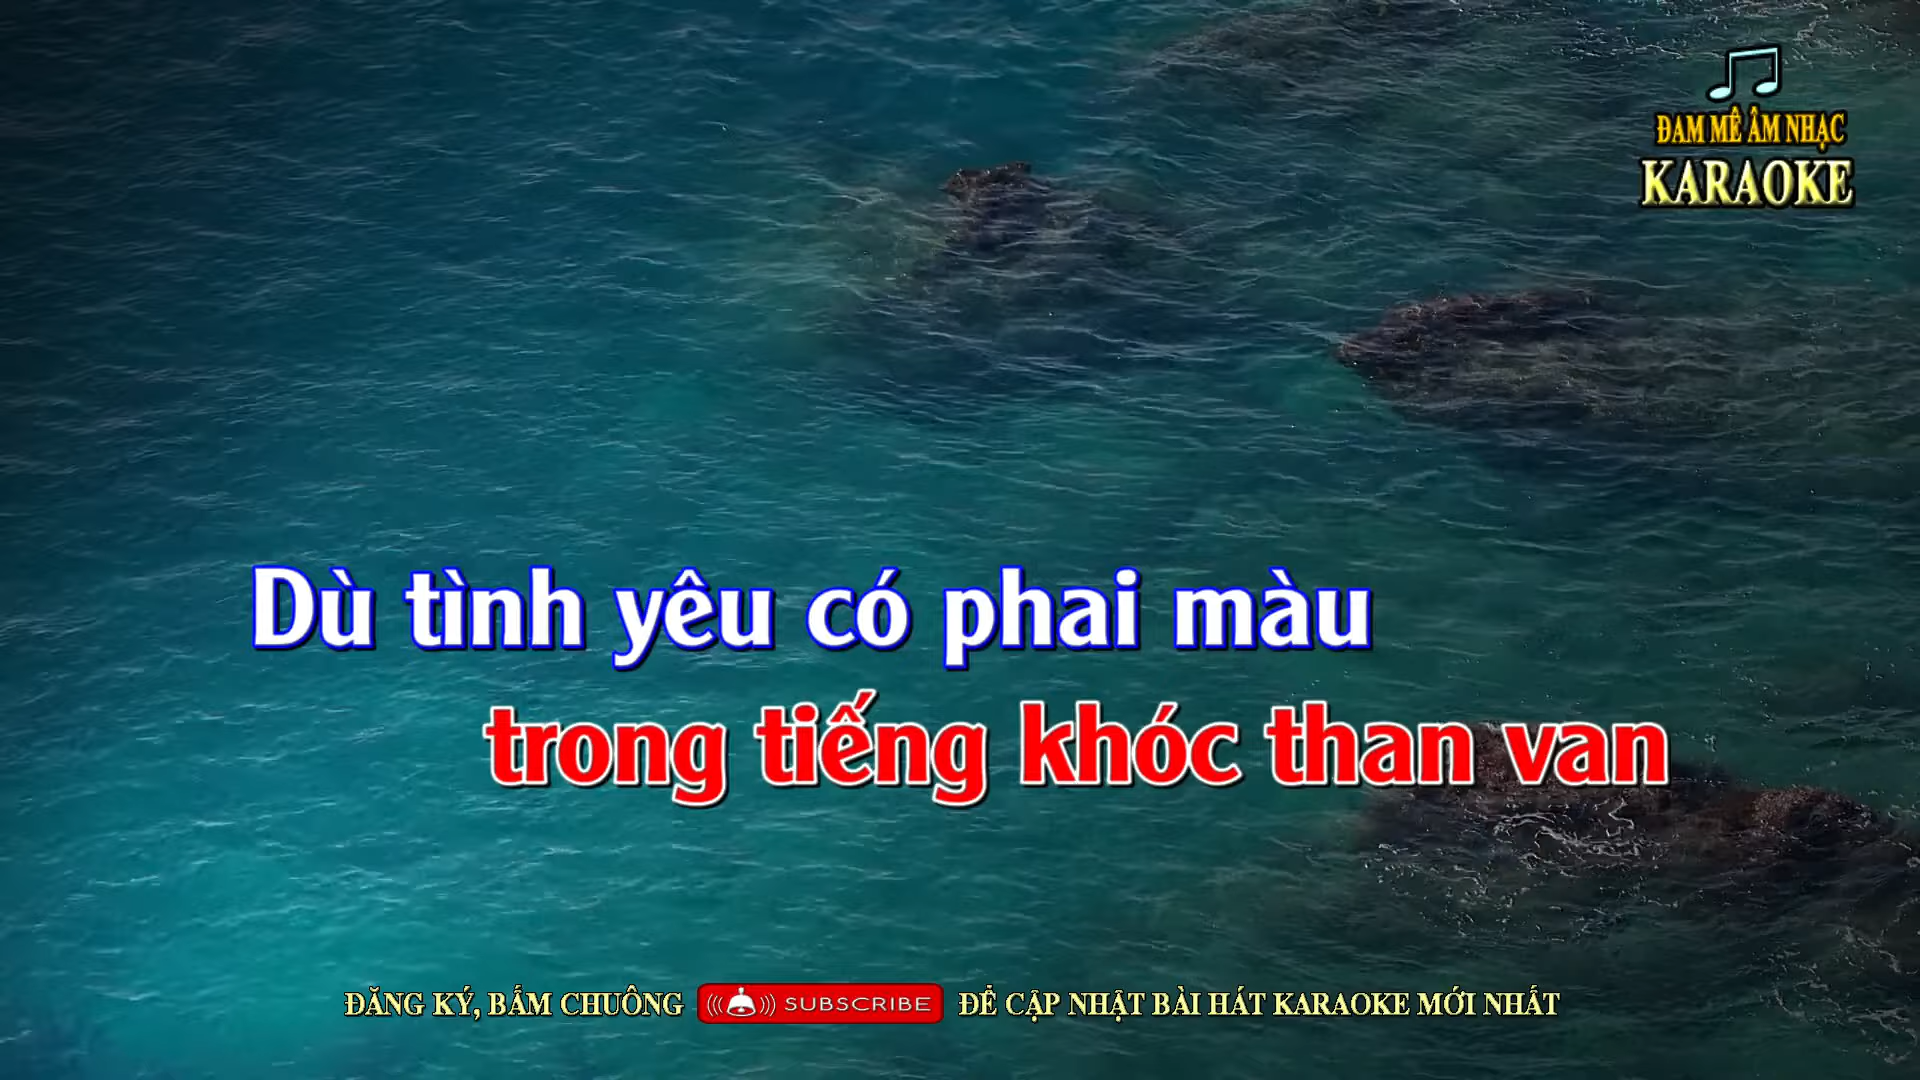 ĐAM MÊ ÂM NHẠC
KARAOKE
Dù tình yêu có phai màu
trong tiếng khóc than van
ĐĂNG KÝ, BẤM CHUÔNG SUBSCRIBE ĐỂ CẬP NHẬT BÀI HÁT KARAOKE MỚI NHẤT